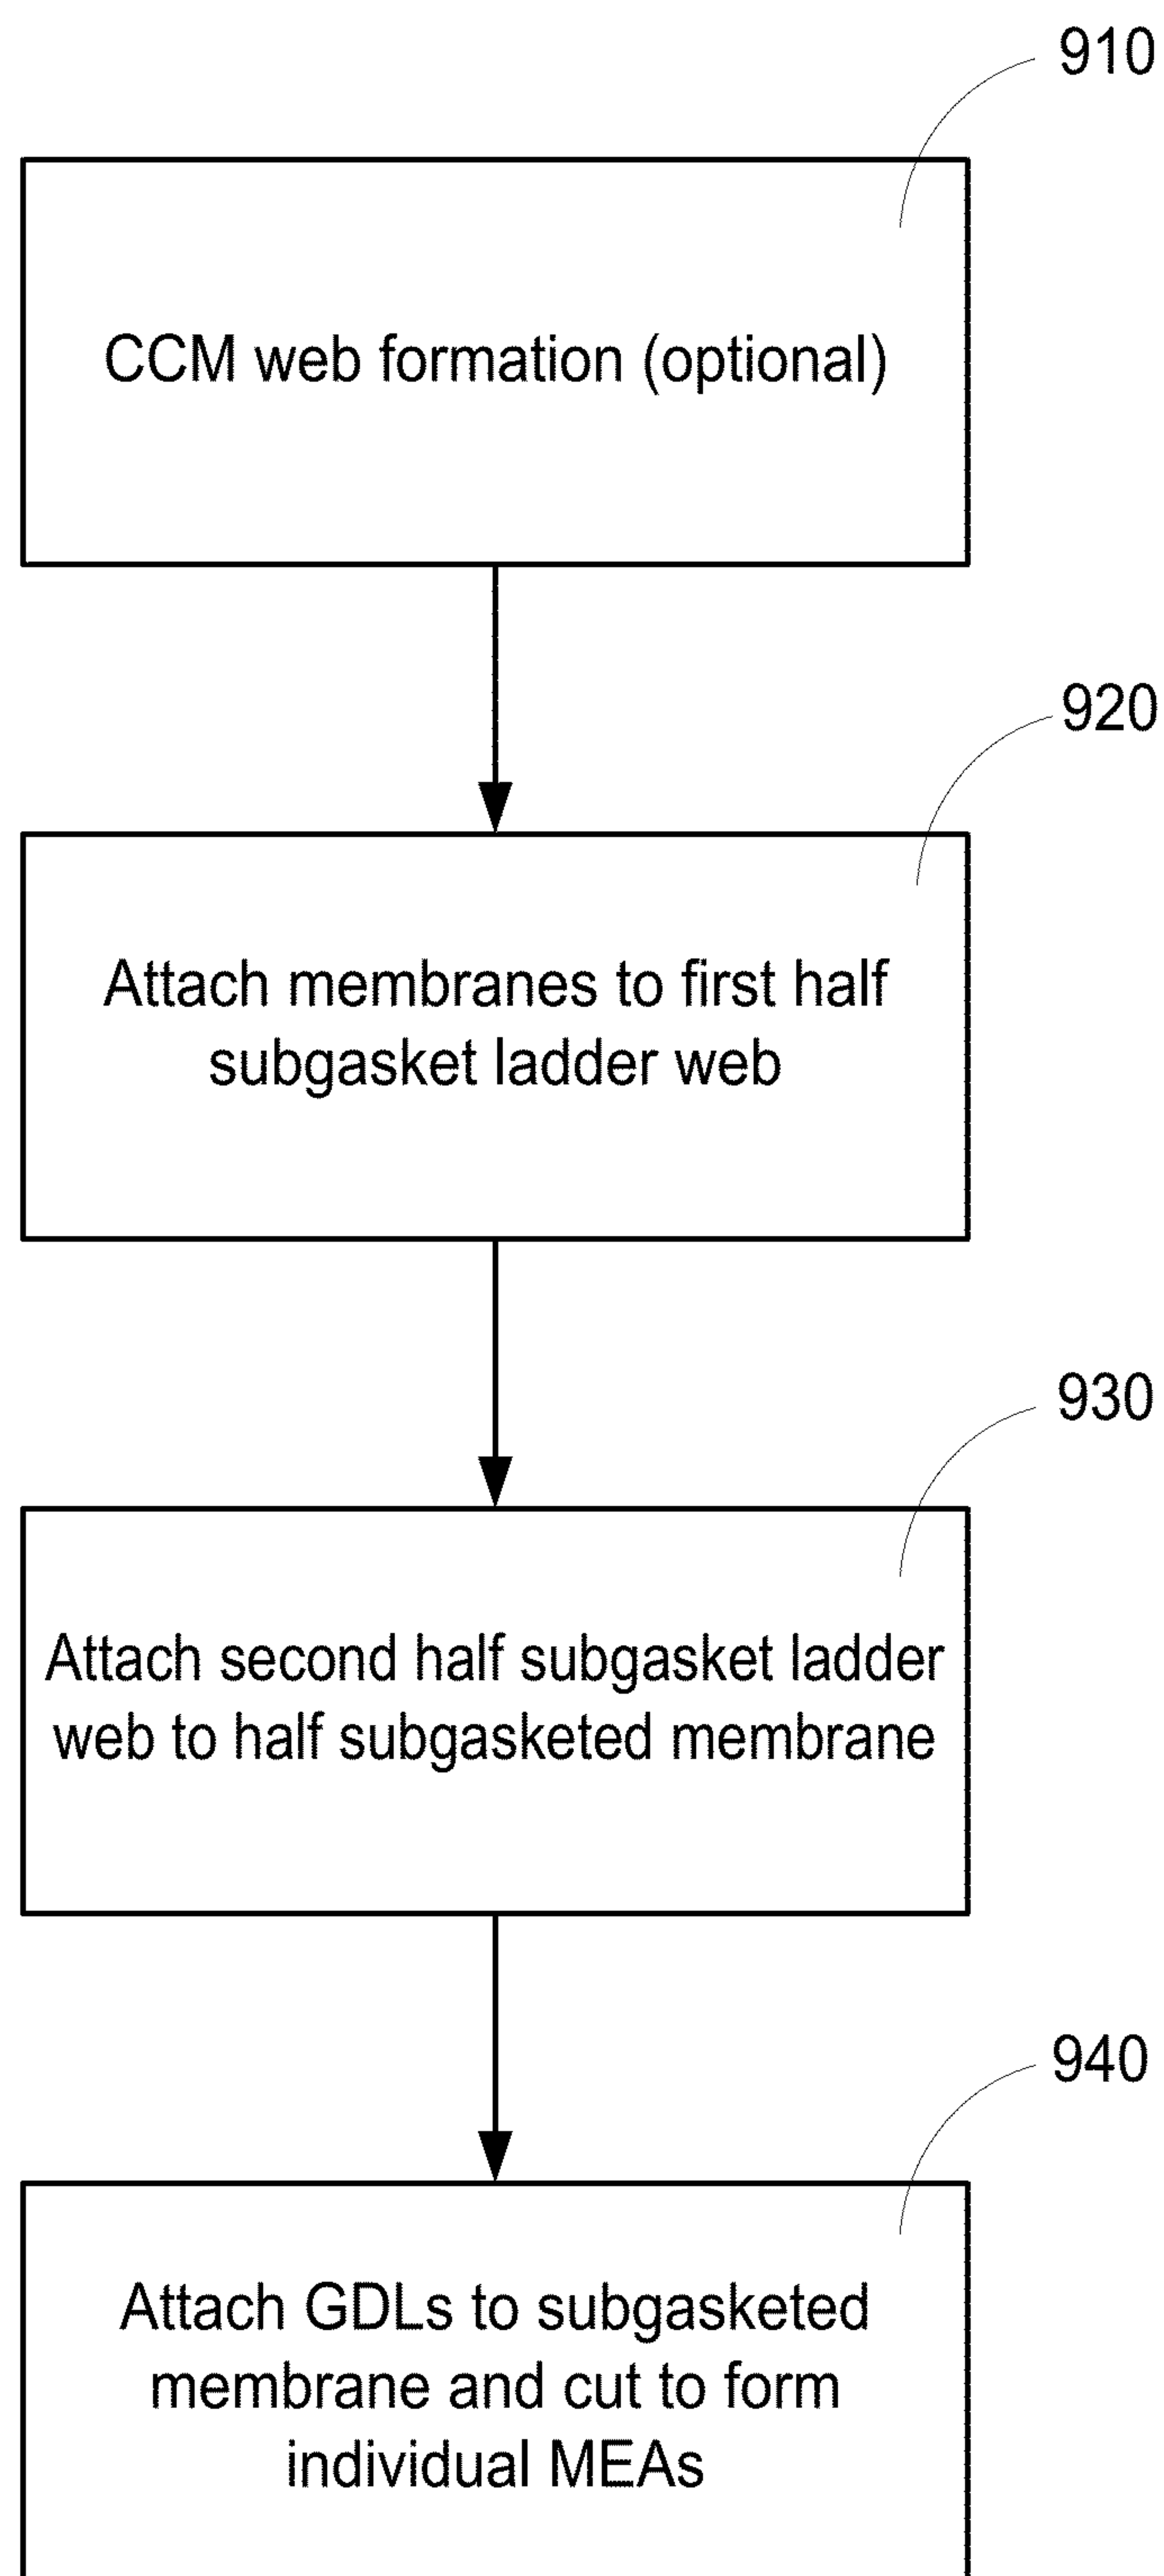 910
CCM web formation (optional)
920
Attach membranes to first half
subgasket ladder web
930
Attach second half subgasket ladder
web to half subgasketed membrane
940
Attach GDLs to subgasketed
membrane and cut to form
individual MEAs